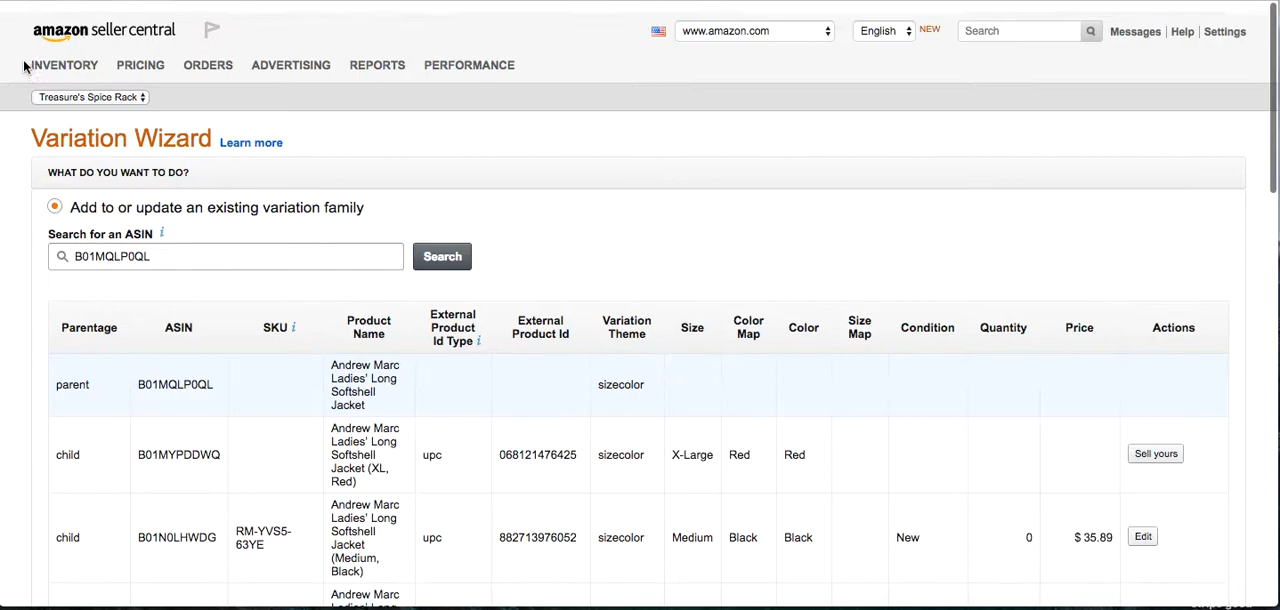 amazon seller central
www.amazon.com
English
NEW
Search
Messages | Help | Settings
INVENTORY PRICING ORDERS ADVERTISING REPORTS PERFORMANCE
Treasure's Spice Rack
Variation Wizard Learn more
WHAT DO YOU WANT TO DO?
Add to or update an existing variation family
Search for an ASIN i
B01MQLP0QL
Search
Parentage
ASIN
SKU i
Product
Name
External
Product
Id Type i
External
Product Id
Variation
Theme
Size
Color
Map
Color
Size
Map
Condition
Quantity
Price
Actions
parent
B01MQLP0QL
Andrew Marc
Ladies' Long
Softshell
Jacket
sizecolor
child
B01MYPDDWQ
Andrew Marc
Ladies' Long
Softshell
Jacket (XL,
Red)
upc
068121476425
sizecolor
X-Large
Red
Red
Sell yours
child
B01N0LHWDG
RM-YVS5-
63YE
Andrew Marc
Ladies' Long
Softshell
Jacket
(Medium,
Black)
upc
882713976052
sizecolor
Medium
Black
Black
New
0
$ 35.89
Edit
Andrew Marc